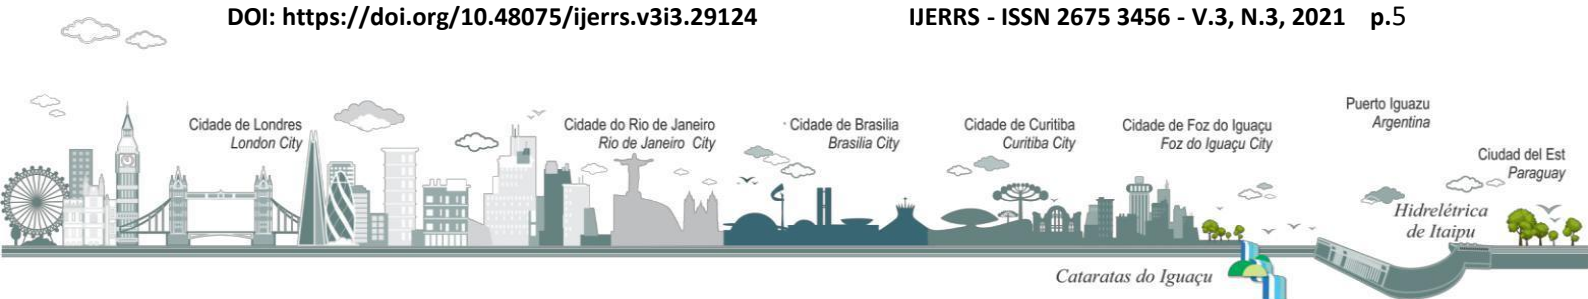 DOI: https://doi.org/10.48075/ijerrs.v3i3.29124 IJERRS - ISSN 2675 3456 - V.3, N.3, 2021 p.5
Cidade de Londres
London City
Cidade do Rio de Janeiro
Rio de Janeiro City
Cidade de Brasilia
Brasilia City
Cidade de Curitiba
Curitiba City
Cidade de Foz do Iguaçu
Foz do Iguaçu City
Puerto Iguazu
Argentina
Ciudad del Est
Paraguay
Hidrelétrica
de Itaipu
Cataratas do Iguaçu